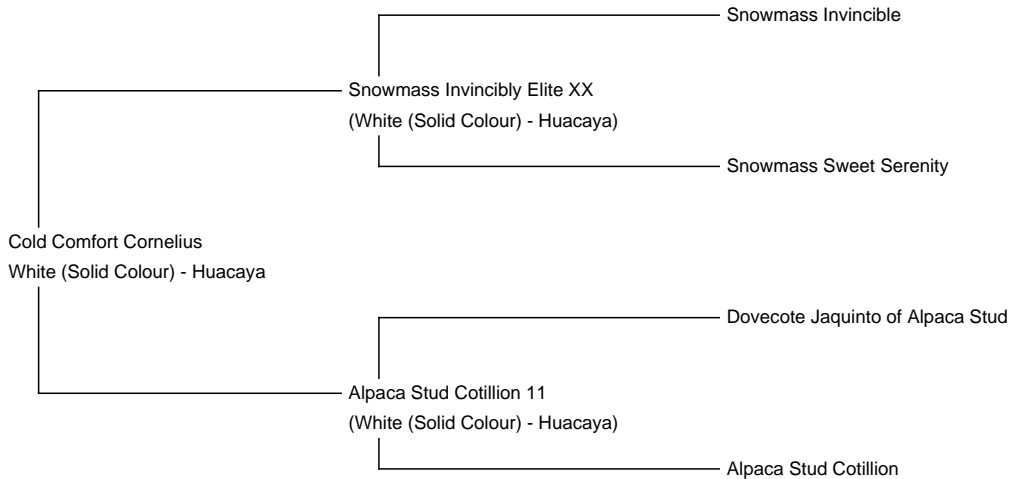 Snowmass Invincible
Snowmass Invincibly Elite XX
(White (Solid Colour) - Huacaya)
Snowmass Sweet Serenity
Cold Comfort Cornelius
White (Solid Colour) - Huacaya
Dovecote Jaquinto of Alpaca Stud
Alpaca Stud Cotillion 11
(White (Solid Colour) - Huacaya)
Alpaca Stud Cotillion